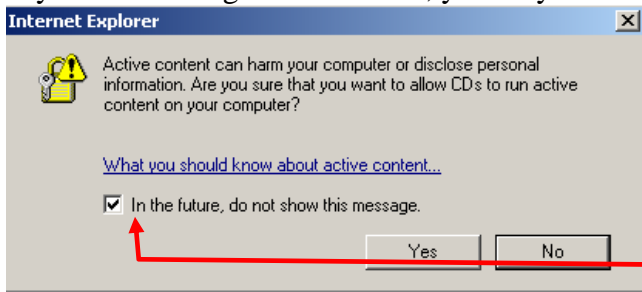 Internet Explorer
Active content can harm your computer or disclose personal
information. Are you sure that you want to allow CDs to run active
content on your computer?
What you should know about active content...
In the future, do not show this message.
Yes No